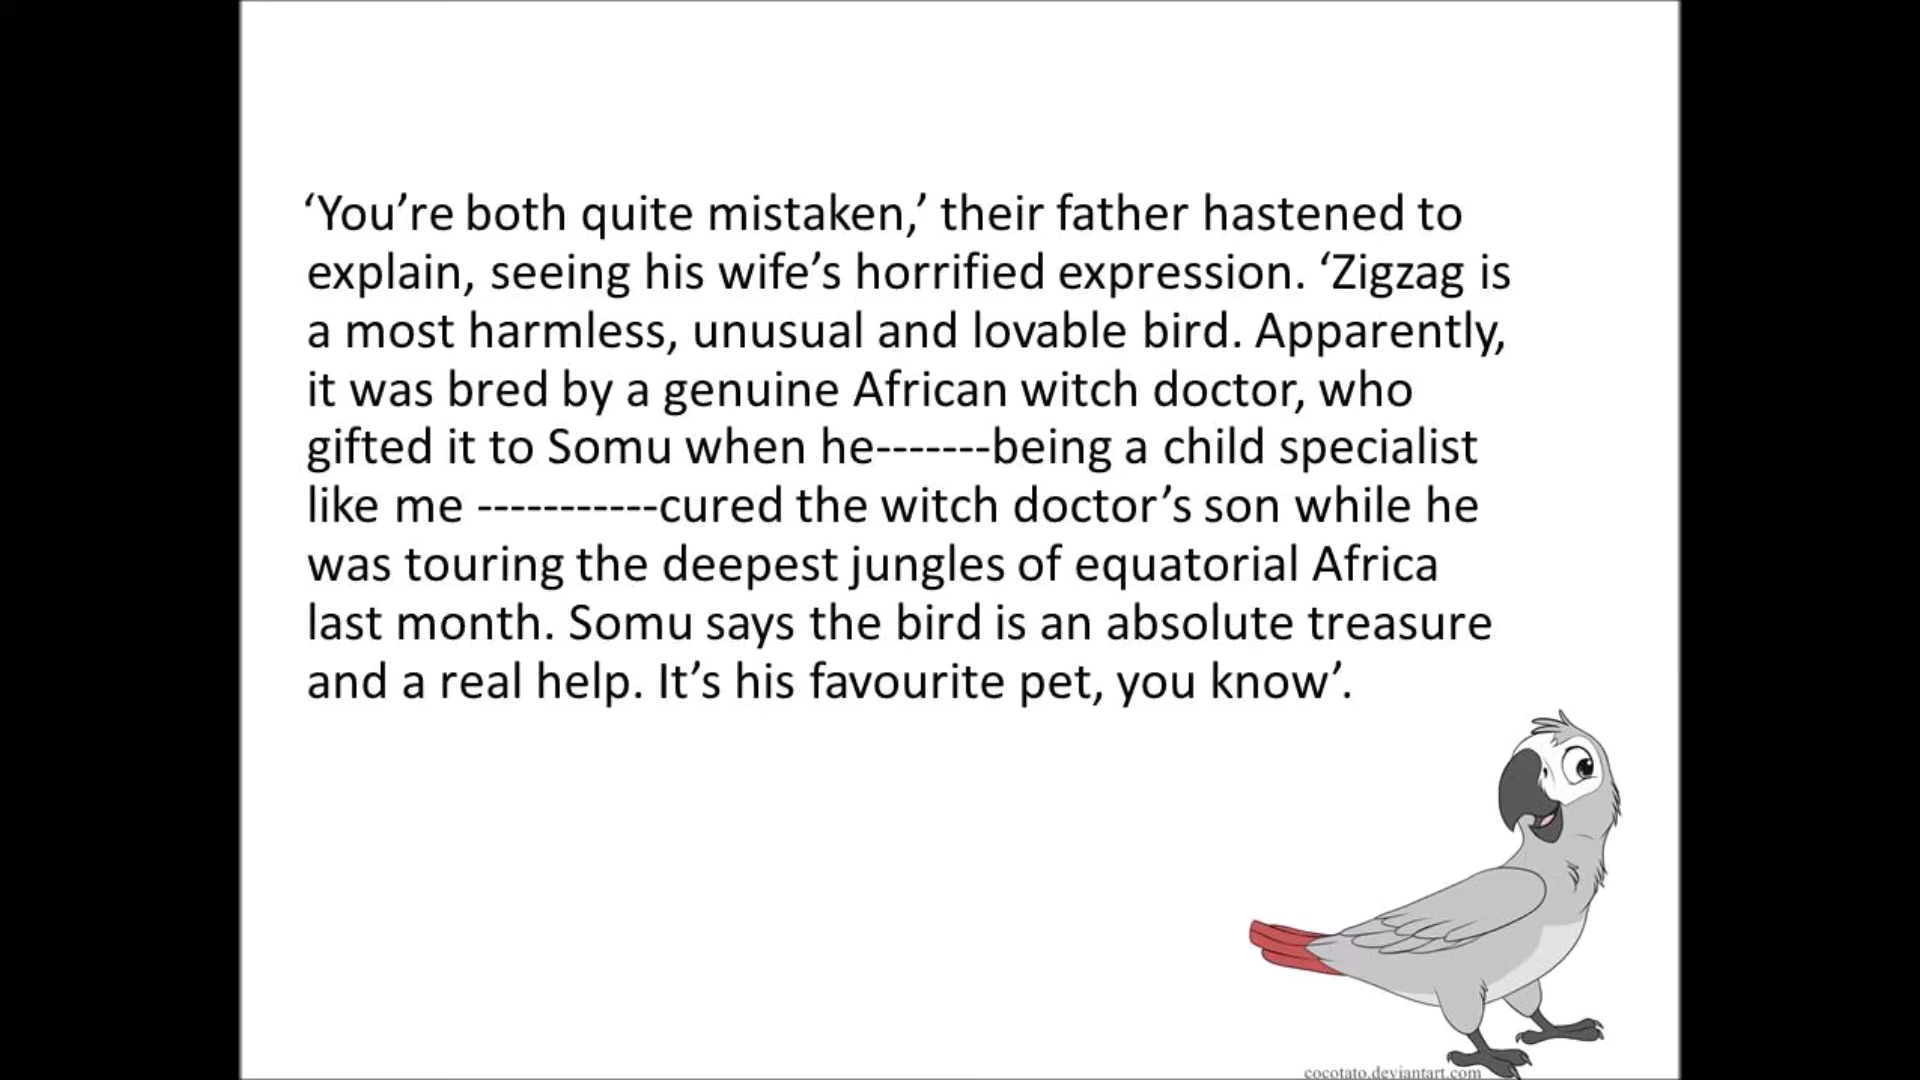 ‘You’re both quite mistaken,’ their father hastened to
explain, seeing his wife’s horrified expression. ‘Zigzag is
a most harmless, unusual and lovable bird. Apparently,
it was bred by a genuine African witch doctor, who
gifted it to Somu when he-------being a child specialist
like me -----------cured the witch doctor’s son while he
was touring the deepest jungles of equatorial Africa
last month. Somu says the bird is an absolute treasure
and a real help. It’s his favourite pet, you know’.
cocotato.deviantart.com